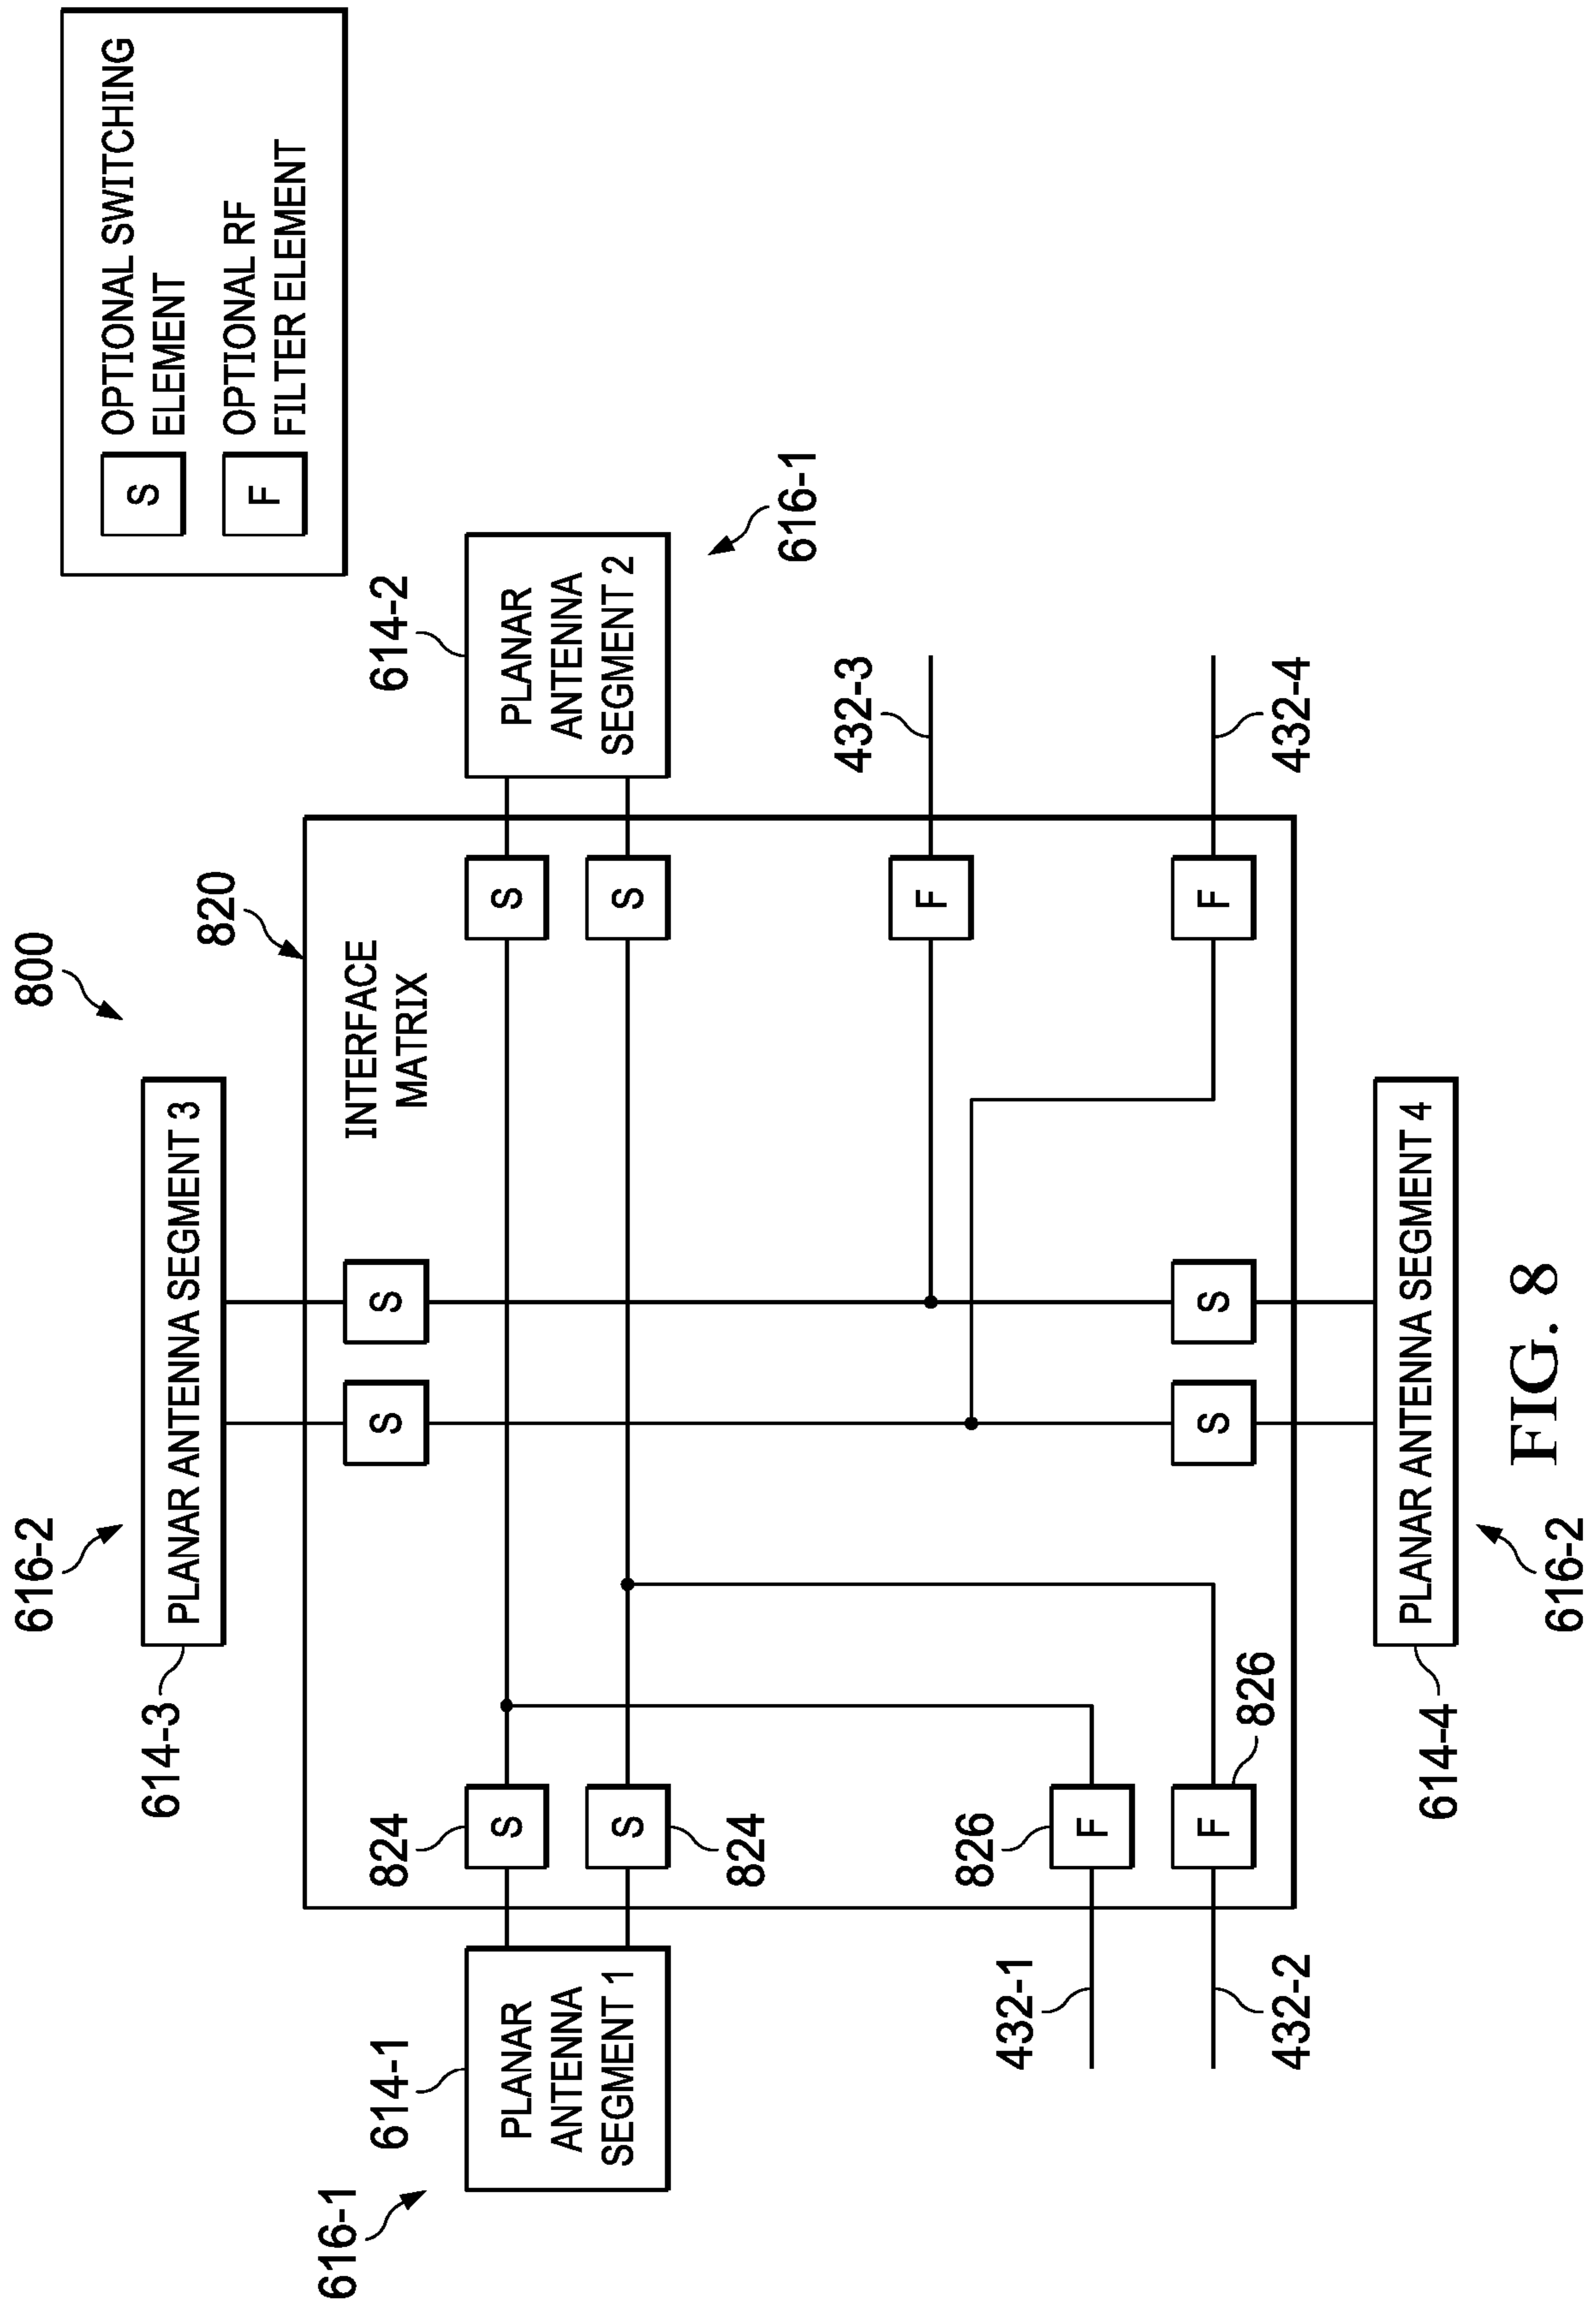 800
616-2
614-3
PLANAR ANTENNA SEGMENT 3
820
S
OPTIONAL SWITCHING
ELEMENT
F
OPTIONAL RF
FILTER ELEMENT
INTERFACE
MATRIX
S
S
616-1
614-1
PLANAR
ANTENNA
SEGMENT 1
824
S
S
824
S
S
614-2
PLANAR
ANTENNA
SEGMENT 2
616-1
432-1
826
F
F
432-3
432-2
F
826
S
S
F
432-4
614-4
PLANAR ANTENNA SEGMENT 4
616-2
FIG. 8